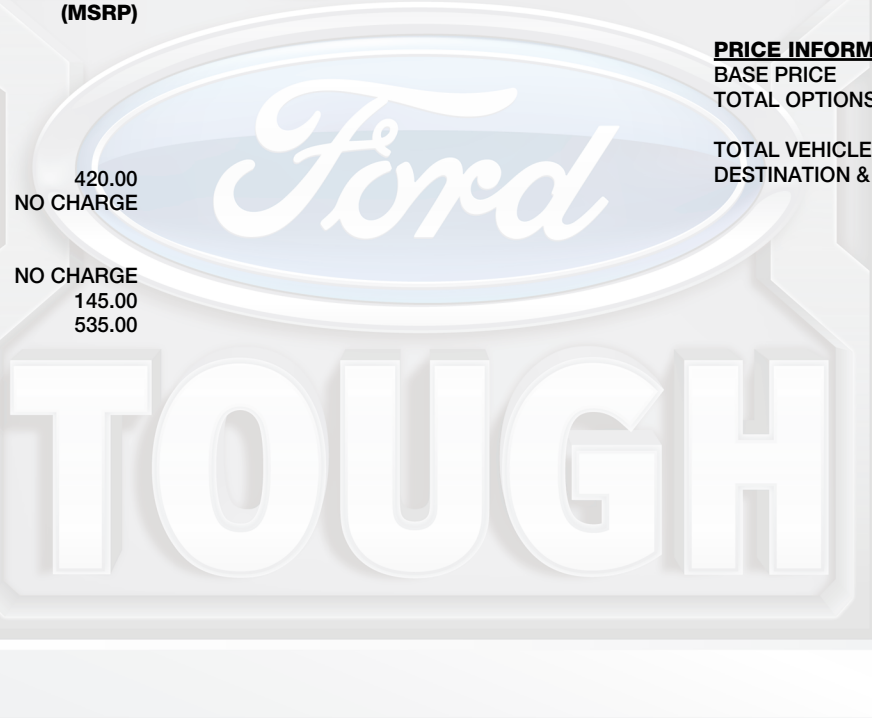 (MSRP)
420.00
NO CHARGE
NO CHARGE
145.00
535.00
PRICE INFORM
BASE PRICE
TOTAL OPTIONS
TOTAL VEHICLE
DESTINATION &
Ford
TOUGH